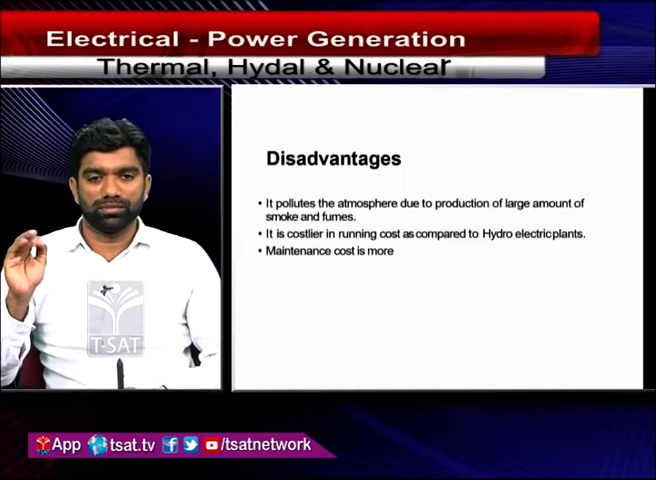 Electrical - Power Generation
Thermal, Hydal & Nuclear
Disadvantages
• It pollutes the atmosphere due to production of large amount of
smoke and fumes.
• It is costlier in running cost as compared to Hydro electric plants.
• Maintenance cost is more
T-SAT
App tsat.tv /tsatnetwork